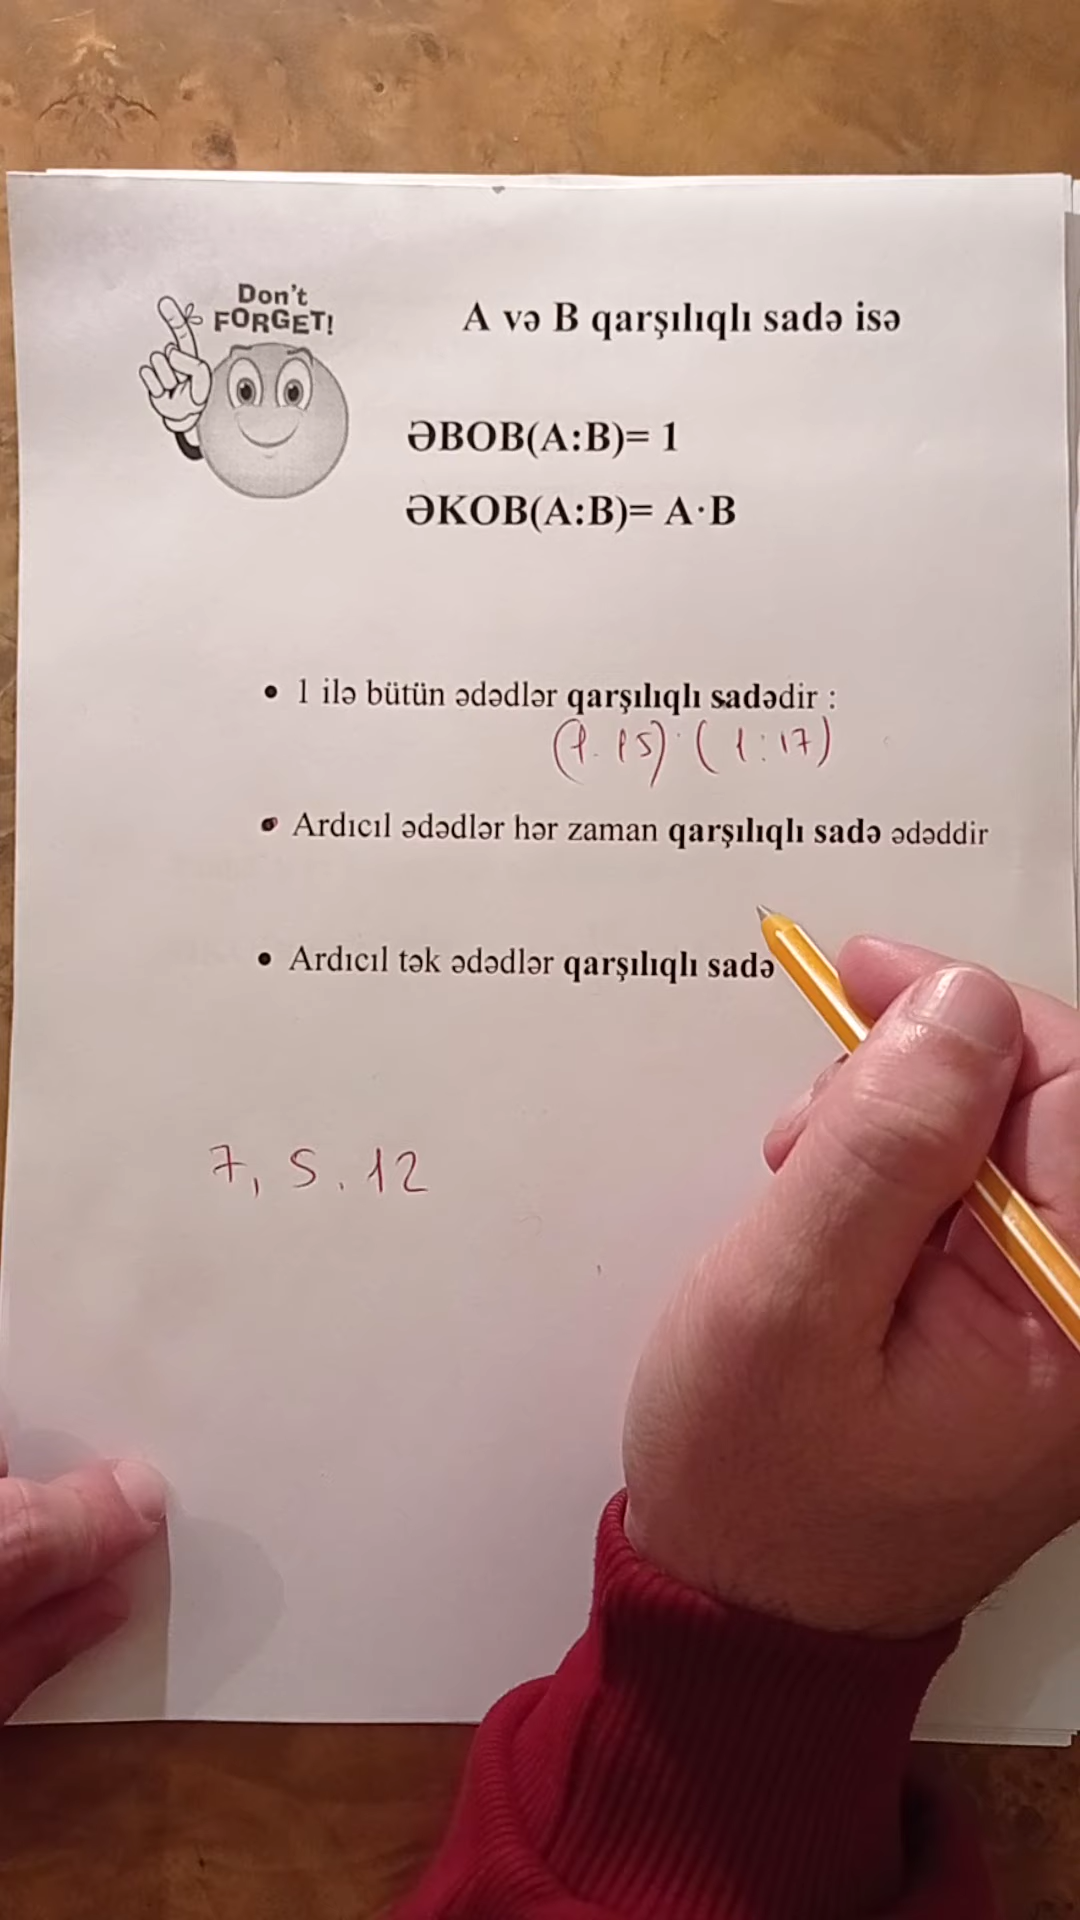 Don't
FORGET!
A və B qarşılıqlı sadə isə
ƏBOB(A:B)= 1
ƏKOB(A:B)= A·B
• 1 ilə bütün ədədlər qarşılıqlı sadədir :
(1. 15). (1:17)
• Ardıcıl ədədlər hər zaman qarşılıqlı sadə ədəddir
• Ardıcıl tək ədədlər qarşılıqlı sadə
7, 5. 12